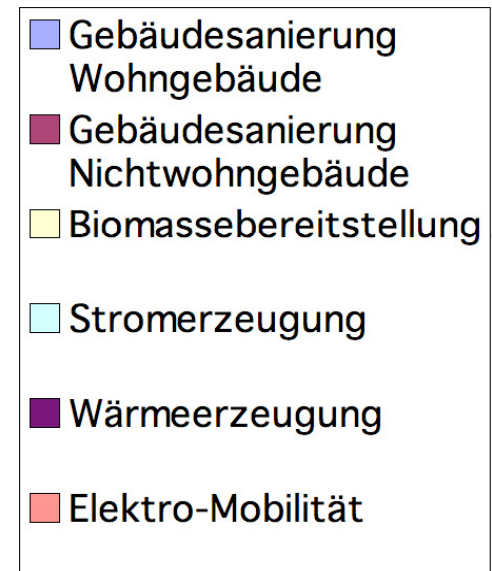 Gebäudesanierung
Wohngebäude
Gebäudesanierung
Nichtwohngebäude
Biomassebereitstellung
Stromerzeugung
Wärmeerzeugung
Elektro-Mobilität